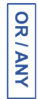 OR / ANY